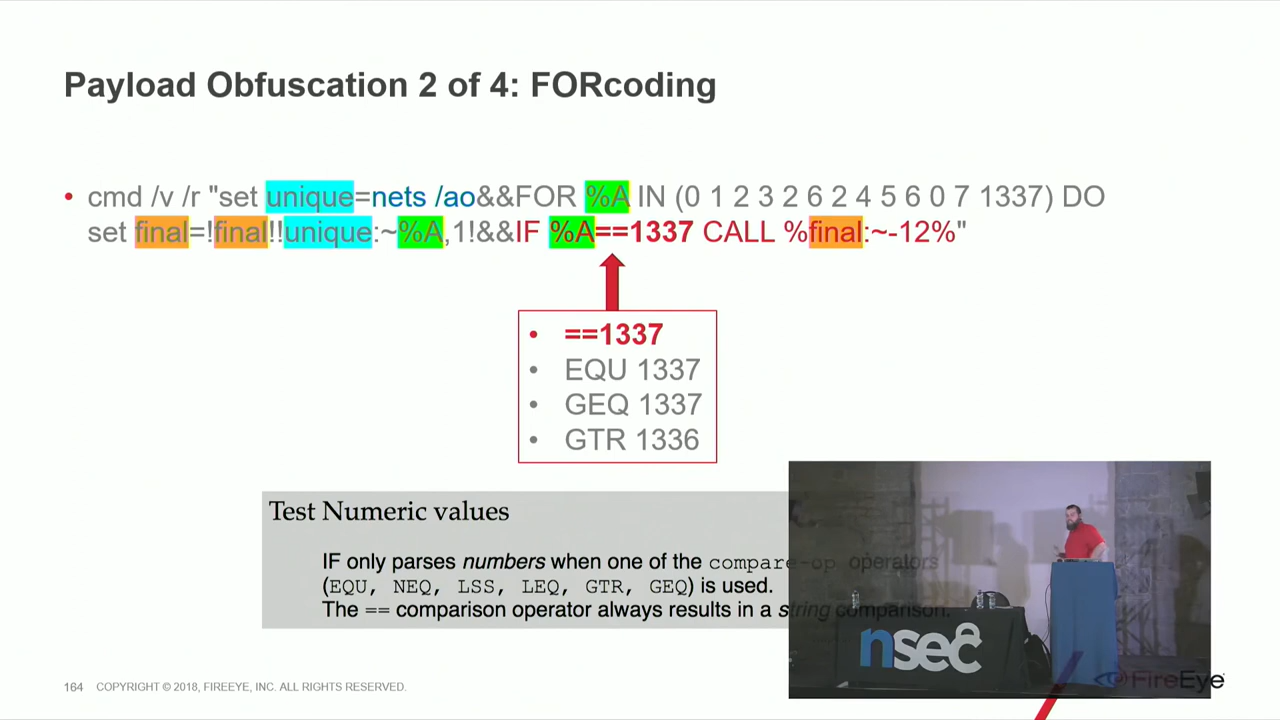 Payload Obfuscation 2 of 4: FORcoding
• cmd /v /r "set unique=nets /ao&&FOR %A IN (0 1 2 3 2 6 2 4 5 6 0 7 1337) DO
set final=!final!!unique:~%A,1!&&IF %A==1337 CALL %final:~-12%"
• ==1337
• EQU 1337
• GEQ 1337
• GTR 1336
Test Numeric values
IF only parses numbers when one of the compare-op operators
(EQU, NEQ, LSS, LEQ, GTR, GEQ) is used.
The == comparison operator always results in a string comparison.
nsec
164 COPYRIGHT © 2018, FIREEYE, INC. ALL RIGHTS RESERVED.
FireEye